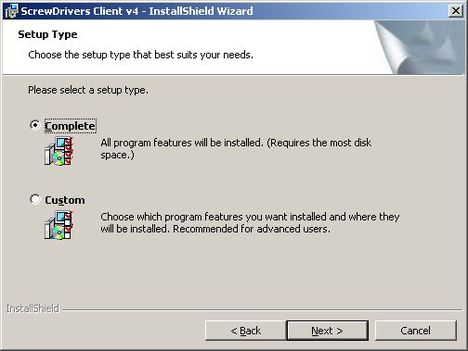 ScrewDrivers Client v4 - InstallShield Wizard
Setup Type
Choose the setup type that best suits your needs.
Please select a setup type.
Complete
All program features will be installed. (Requires the most disk
space.)
Custom
Choose which program features you want installed and where they
will be installed. Recommended for advanced users.
InstallShield
< Back
Next >
Cancel